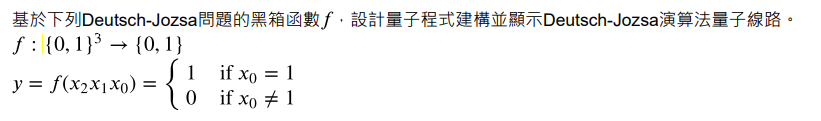 基於下列Deutsch-Jozsa問題的黑箱函數f，設計量子程式建構並顯示Deutsch-Jozsa演算法量子線路。
f : {0, 1}³ → {0, 1}
y = f(x₂x₁x₀) = { 1 if x₀ = 1
0 if x₀ ≠ 1